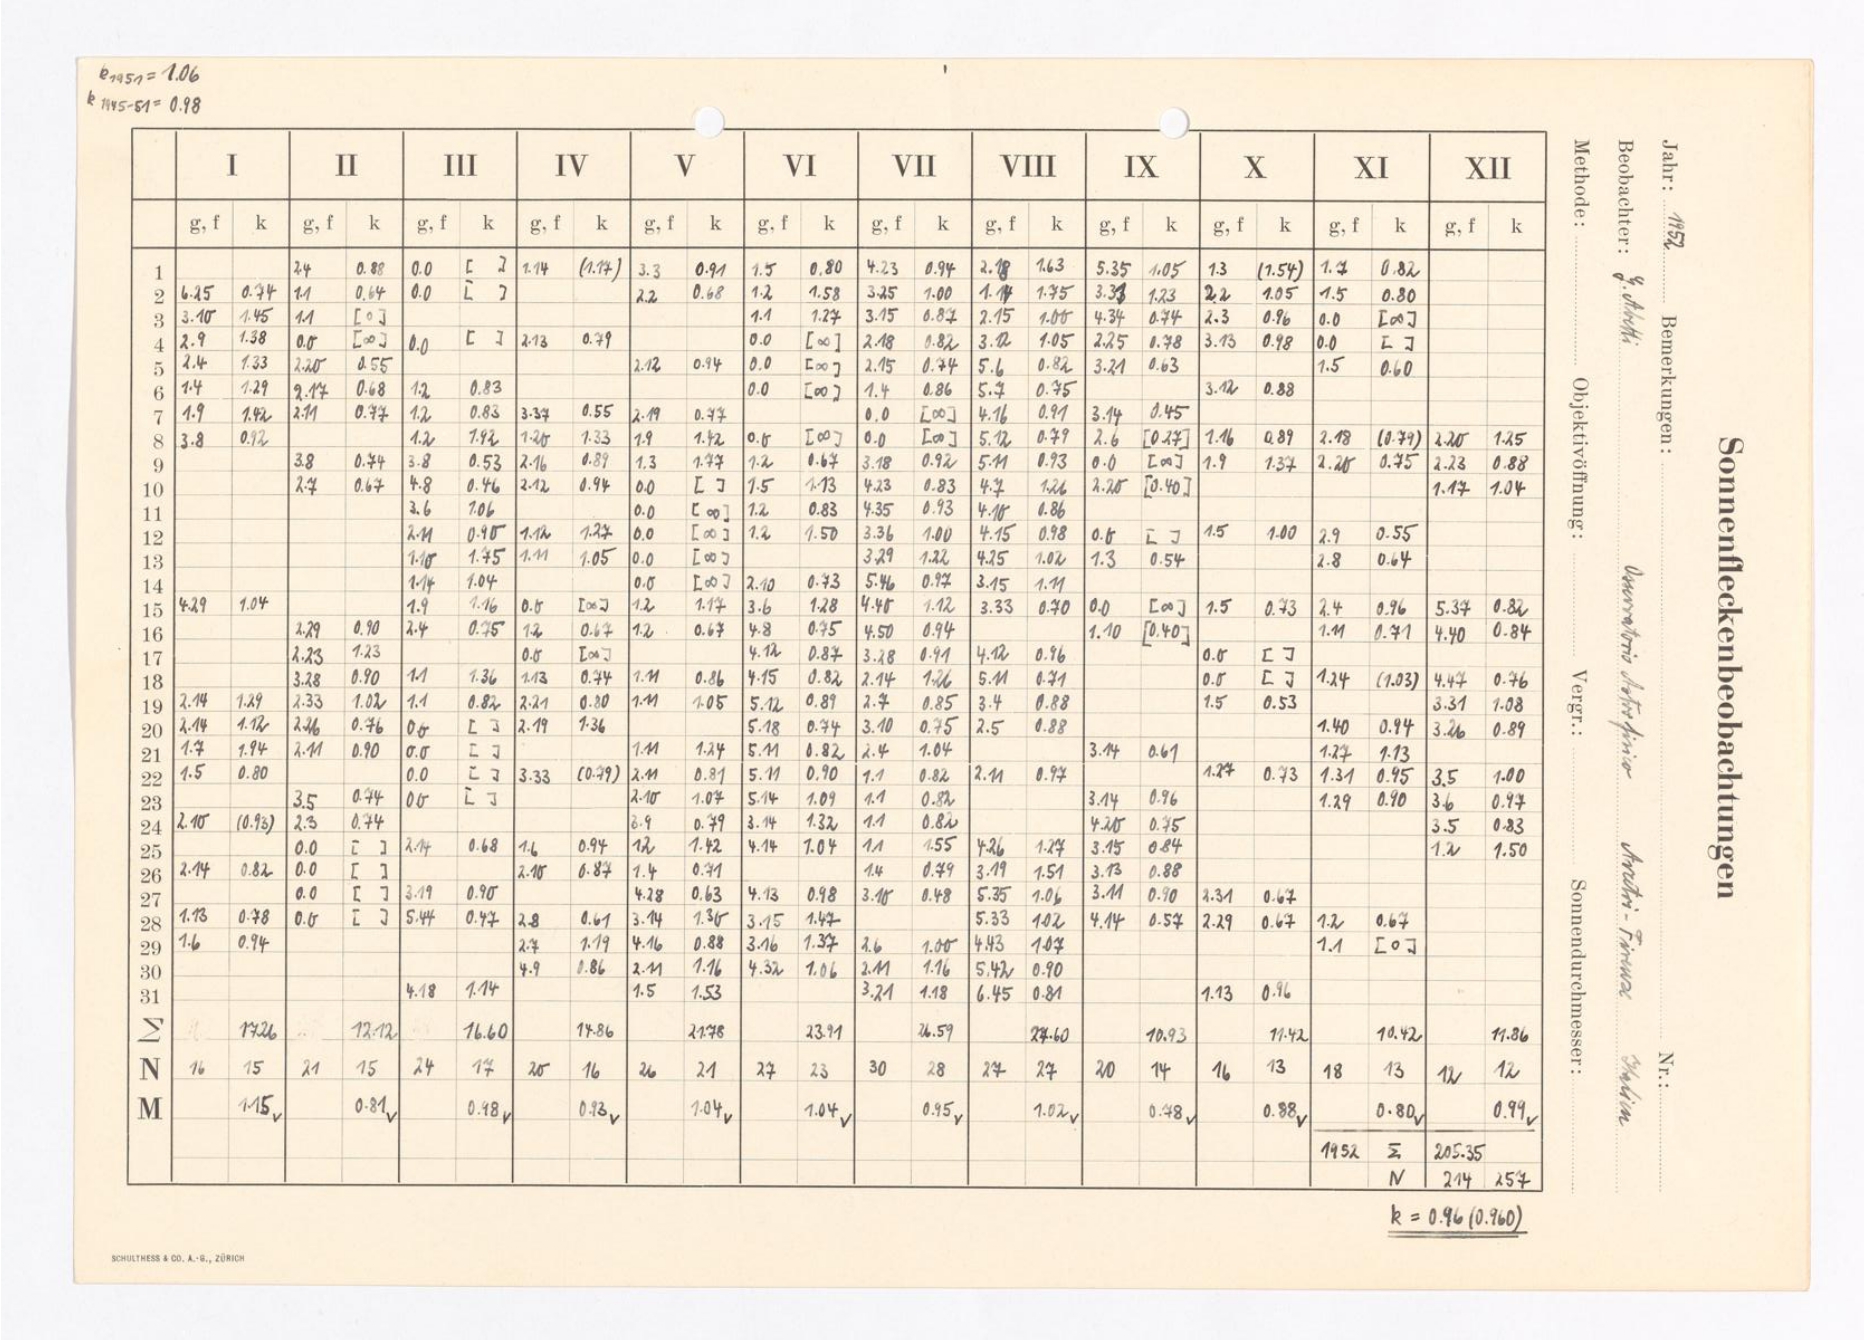 k 1951 = 1.06
k 1945-51 = 0.98
I II III IV V VI VII VIII IX X XI XII
g, f k g, f k g, f k g, f k g, f k g, f k g, f k g, f k g, f k g, f k g, f k g, f k
1 2.4 0.88 0.0 [ ] 1.14 (1.17) 3.3 0.91 1.5 0.80 4.23 0.94 2.18 1.63 5.35 1.05 1.3 (1.54) 1.7 0.82
2 6.25 0.74 1.1 0.64 0.0 [ ] 2.2 0.68 1.2 1.58 3.25 1.00 1.14 1.75 3.31 1.23 2.2 1.05 1.5 0.80
3 3.10 1.45 1.1 [0] 1.1 1.27 3.15 0.87 2.15 1.00 4.34 0.74 2.3 0.96 0.0 [∞]
4 2.9 1.38 0.0 [∞] 0.0 [ ] 2.13 0.79 0.0 [∞] 2.18 0.82 3.12 1.05 2.25 0.78 3.13 0.98 0.0 [ ]
5 2.4 1.33 2.20 0.55 2.12 0.94 0.0 [∞] 2.15 0.74 5.6 0.82 3.21 0.63 1.5 0.60
6 1.4 1.29 2.17 0.68 1.2 0.83 0.0 [∞] 1.4 0.86 5.7 0.75 3.12 0.88
7 1.9 1.42 2.11 0.77 1.2 0.83 3.37 0.55 2.19 0.77 0.0 [∞] 4.16 0.91 3.14 0.45
8 3.8 0.92 1.2 1.92 1.20 1.33 1.9 1.42 0.0 [∞] 0.0 [∞] 5.12 0.79 2.6 [0.27] 1.16 0.89 2.18 (0.79) 2.20 1.25
9 3.8 0.74 3.8 0.53 2.16 0.89 1.3 1.77 1.2 0.67 3.18 0.92 5.11 0.93 0.0 [∞] 1.9 1.37 2.20 0.75 2.23 0.88
10 2.7 0.67 4.8 0.46 2.12 0.94 0.0 [ ] 1.5 1.13 4.23 0.83 4.7 1.26 2.20 [0.40] 1.17 1.04
11 3.6 1.06 0.0 [∞] 1.2 0.83 4.35 0.93 4.10 0.86
12 2.11 0.90 1.12 1.27 0.0 [∞] 1.2 1.50 3.36 1.00 4.15 0.98 0.0 [ ] 1.5 1.00 2.9 0.55
13 1.10 1.75 1.11 1.05 0.0 [∞] 3.29 1.22 4.25 1.02 1.3 0.54 2.8 0.64
14 1.14 1.04 0.0 [∞] 2.10 0.73 5.46 0.97 3.15 1.11
15 4.29 1.04 1.9 1.16 0.0 [∞] 1.2 1.17 3.6 1.28 4.40 1.12 3.33 0.70 0.0 [∞] 1.5 0.73 2.4 0.96 5.37 0.82
16 2.29 0.90 2.4 0.75 1.2 0.67 1.2 0.67 4.8 0.75 4.50 0.94 1.10 [0.40] 1.11 0.71 4.40 0.84
17 2.23 1.23 0.0 [∞] 4.12 0.87 3.28 0.91 4.12 0.96 0.0 [ ]
18 3.28 0.90 1.1 1.36 1.13 0.74 1.11 0.86 4.15 0.82 2.14 1.26 5.11 0.71 0.0 [ ] 1.24 (1.03) 4.47 0.76
19 2.14 1.29 2.33 1.02 1.1 0.82 2.21 0.80 1.11 1.05 5.12 0.89 2.7 0.85 3.4 0.88 1.5 0.53 3.31 1.08
20 2.14 1.12 2.26 0.76 0.0 [ ] 2.19 1.36 5.18 0.74 3.10 0.75 2.5 0.88 1.40 0.94 3.26 0.89
21 1.7 1.94 2.11 0.90 0.0 [ ] 1.11 1.24 5.11 0.82 2.4 1.04 3.14 0.61 1.27 1.13
22 1.5 0.80 0.0 [ ] 3.33 (0.79) 2.11 0.81 5.11 0.90 1.1 0.82 2.11 0.97 1.27 0.73 1.31 0.95 3.5 1.00
23 3.5 0.74 0.0 [ ] 2.10 1.07 5.14 1.09 1.1 0.82 3.14 0.96 1.29 0.90 3.6 0.97
24 2.10 (0.93) 2.3 0.74 3.9 0.79 3.14 1.32 1.1 0.82 4.20 0.75 3.5 0.83
25 0.0 [ ] 2.14 0.68 1.6 0.94 1.2 1.42 4.14 1.04 1.1 1.55 4.26 1.27 3.15 0.84 1.2 1.50
26 2.14 0.82 0.0 [ ] 2.10 0.87 1.4 0.71 1.4 0.79 3.19 1.51 3.13 0.88
27 0.0 [ ] 3.19 0.90 4.28 0.63 4.13 0.98 3.10 0.48 5.35 1.06 3.11 0.90 2.31 0.67
28 1.13 0.78 0.0 [ ] 5.44 0.47 2.8 0.61 3.14 1.30 3.15 1.47 5.33 1.02 4.14 0.57 2.29 0.67 1.2 0.67
29 1.6 0.94 2.7 1.19 4.16 0.88 3.16 1.37 2.6 1.00 4.43 1.07 1.1 [0]
30 4.9 0.86 2.11 1.16 4.32 1.06 2.11 1.16 5.42 0.90
31 4.18 1.14 1.5 1.53 3.21 1.18 6.45 0.81 1.13 0.96
Σ 17.26 12.12 16.60 14.86 21.78 23.91 26.59 27.60 10.93 11.42 10.42 11.86
N 16 15 21 15 24 17 20 16 26 21 27 23 30 28 27 27 20 14 16 13 18 13 12 12
M 1.15✓ 0.81✓ 0.98✓ 0.93✓ 1.04✓ 1.04✓ 0.95✓ 1.02✓ 0.78✓ 0.88✓ 0.80✓ 0.99✓
1952 Σ 205.35
N 214 257
k = 0.96 (0.960)
SCHULTHESS & CO. A.-G., ZÜRICH
Sonnenfleckenbeobachtungen
Jahr: 1952 Bemerkungen: Nr.:
Beobachter: Osservatorio Astrofisico Arcetri-Firenze Italien
Methode: Objektivöffnung: Vergr.: Sonnendurchmesser: